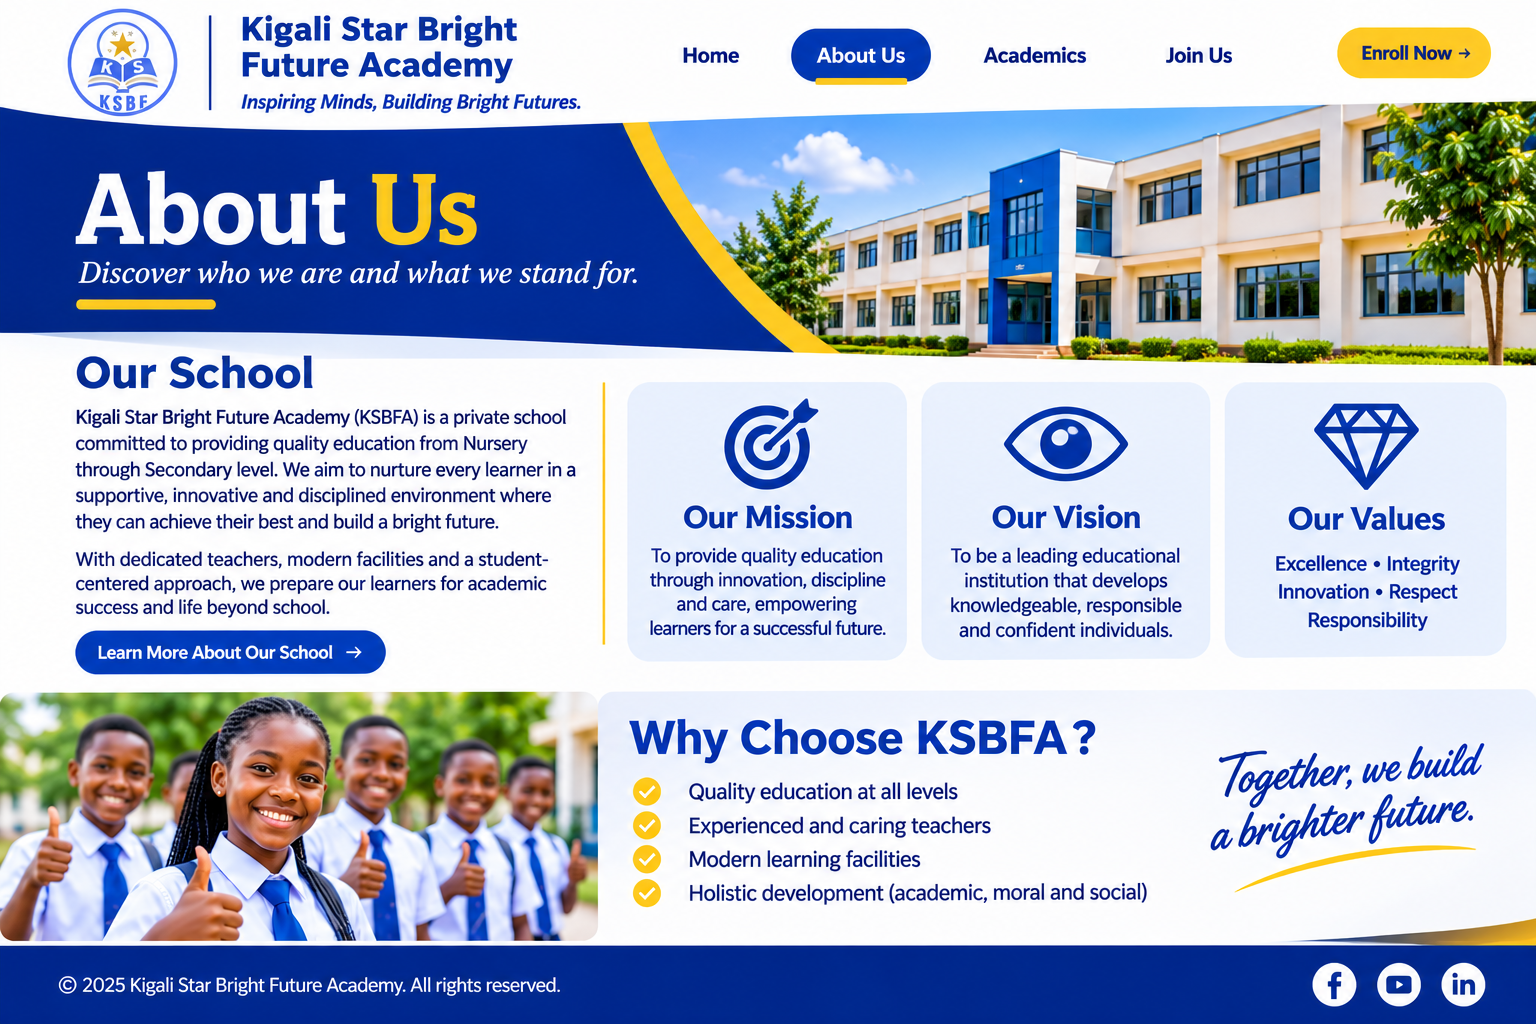 K S
KSBF
Kigali Star Bright
Future Academy
Inspiring Minds, Building Bright Futures.
Home
About Us
Academics
Join Us
Enroll Now →
About Us
Discover who we are and what we stand for.
Our School
Kigali Star Bright Future Academy (KSBFA) is a private school
committed to providing quality education from Nursery
through Secondary level. We aim to nurture every learner in a
supportive, innovative and disciplined environment where
they can achieve their best and build a bright future.
With dedicated teachers, modern facilities and a student-
centered approach, we prepare our learners for academic
success and life beyond school.
Learn More About Our School →
Our Mission
To provide quality education
through innovation, discipline
and care, empowering
learners for a successful future.
Our Vision
To be a leading educational
institution that develops
knowledgeable, responsible
and confident individuals.
Our Values
Excellence • Integrity
Innovation • Respect
Responsibility
Why Choose KSBFA?
Quality education at all levels
Experienced and caring teachers
Modern learning facilities
Holistic development (academic, moral and social)
Together, we build
a brighter future.
© 2025 Kigali Star Bright Future Academy. All rights reserved.
f
in